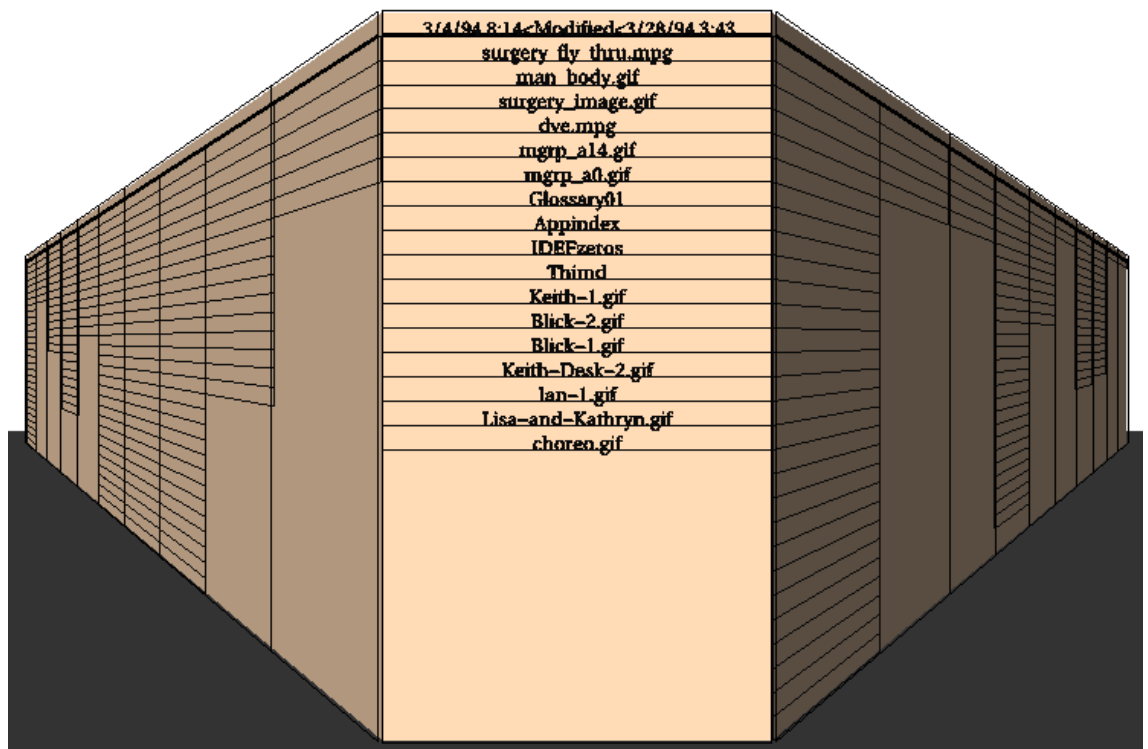 3/4/94 8:14<Modified<3/28/94 3:43
surgery_fly_thru.mpg
man_body.gif
surgery_image.gif
dve.mpg
mgrp_a14.gif
mgrp_a0.gif
Glossary01
Appindex
IDEFzeros
Thimd
Keith-1.gif
Blick-2.gif
Blick-1.gif
Keith-Desk-2.gif
Ian-1.gif
Lisa-and-Kathryn.gif
choreo.gif